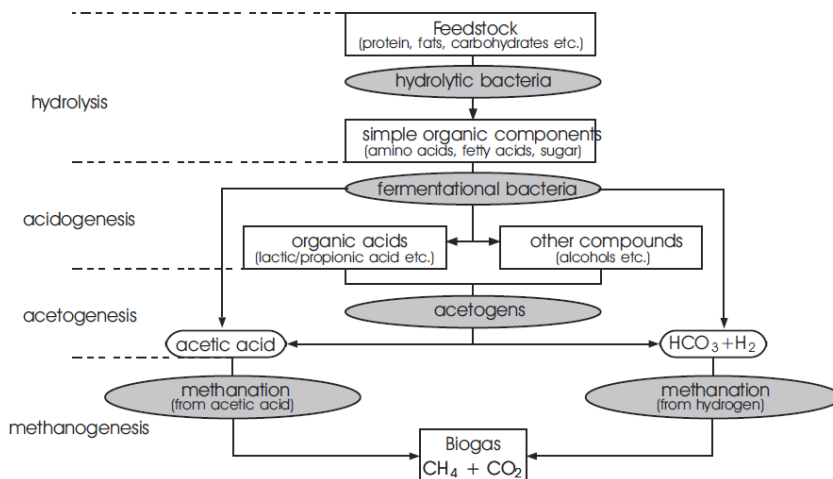 Feedstock
(protein, fats, carbohydrates etc.)
hydrolytic bacteria
hydrolysis
simple organic components
(amino acids, fetty acids, sugar)
fermentational bacteria
acidogenesis
organic acids
(lactic/propionic acid etc.)
other compounds
(alcohols etc.)
acetogenesis
acetogens
acetic acid
HCO3+H2
methanation
(from acetic acid)
methanation
(from hydrogen)
methanogenesis
Biogas
CH4 + CO2